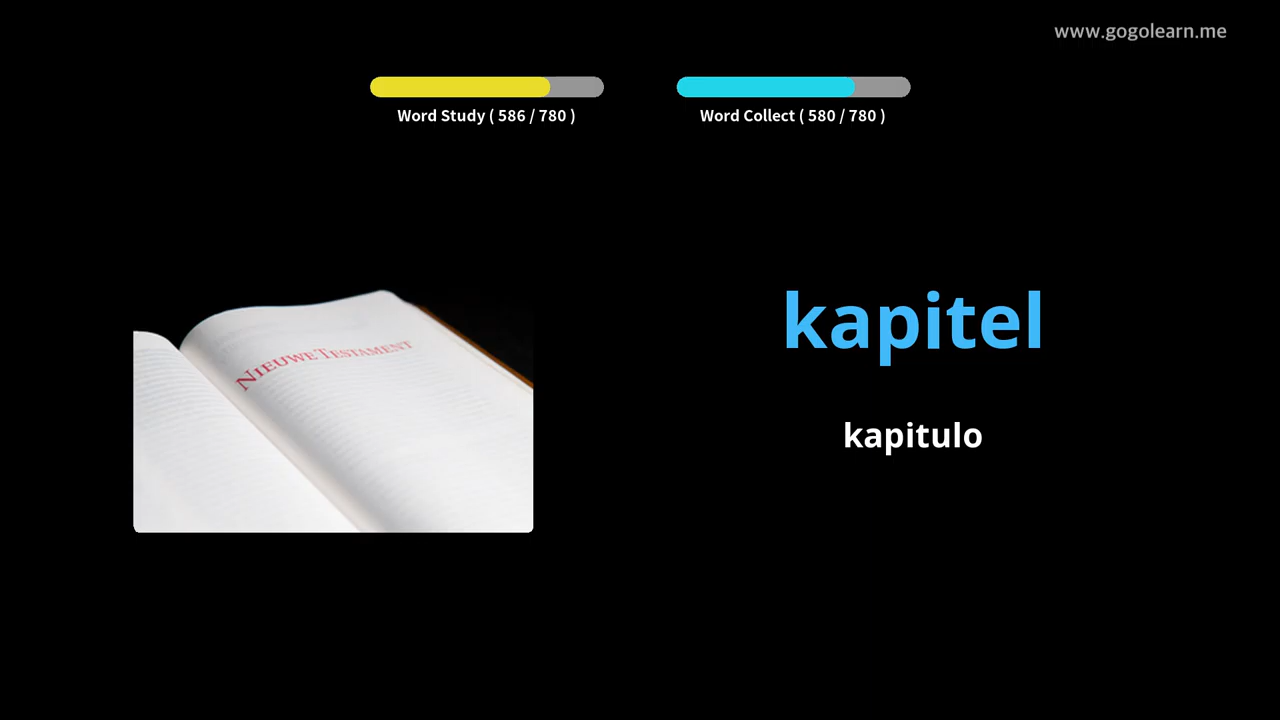 www.gogolearn.me
Word Study ( 586 / 780 )
Word Collect ( 580 / 780 )
NIEUWE TESTAMENT
kapitel
kapitulo